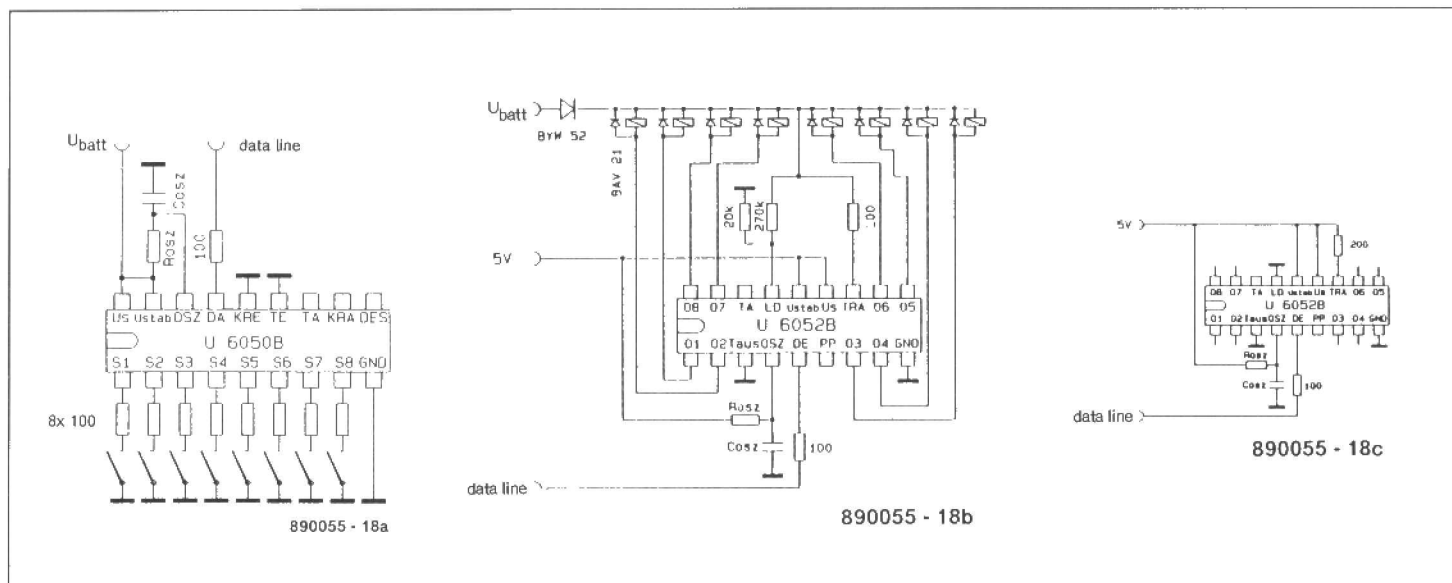 Ubatt
data line
COSZ
Rosz
100
US Ustab OSZ DA KRE TE TA KRA OES
U 6050B
S1 S2 S3 S4 S5 S6 S7 S8 GND
8x 100
890055 - 18a
Ubatt
BYW 52
BAV 21
20k
270k
100
5V
O8 O7 TA LD Ustab US TRA O6 O5
U 6052B
O1 O2 Taus OSZ DE PP O3 O4 GND
Rosz
Cosz
100
data line
890055 - 18b
5V
200
O8 O7 TA LD Ustab US TRA O6 O5
U 6052B
O1 O2 Taus OSZ DE PP O3 O4 GND
Rosz
Cosz
100
data line
890055 - 18c